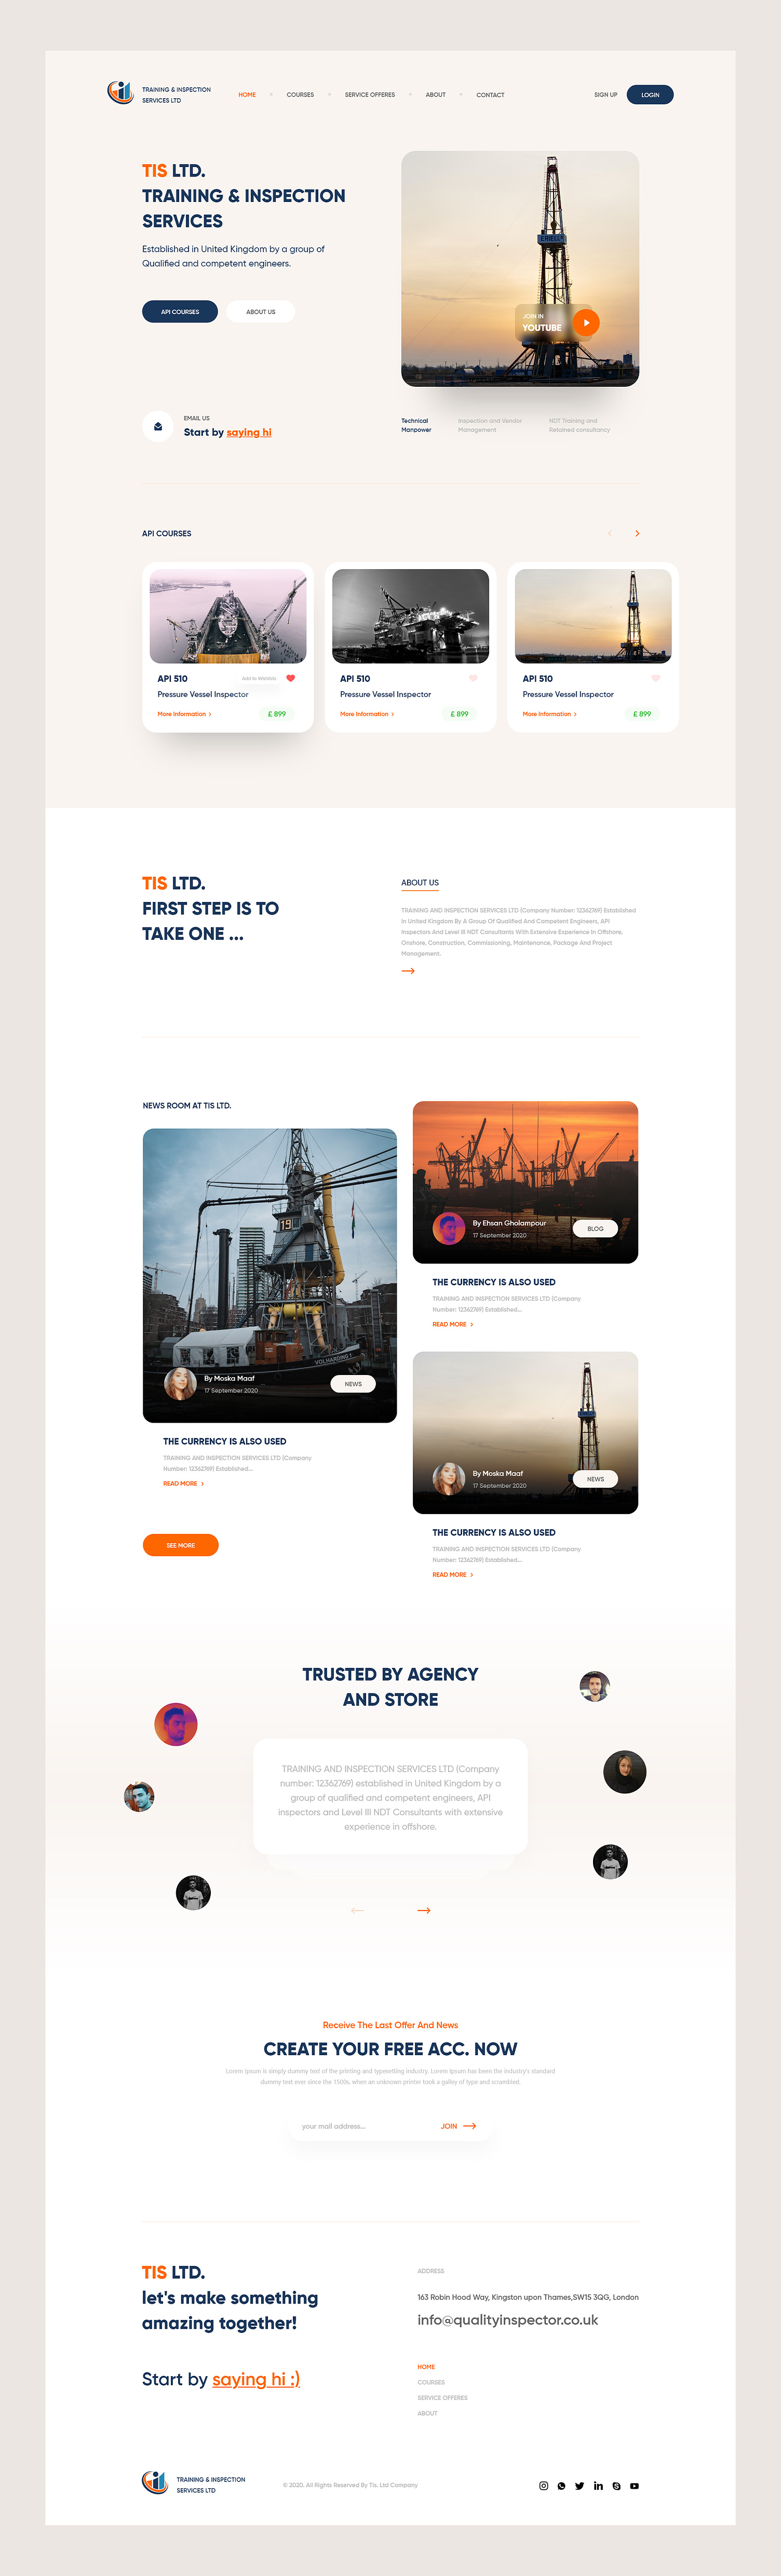 TRAINING & INSPECTION
SERVICES LTD
HOME
COURSES
SERVICE OFFERES
ABOUT
CONTACT
SIGN UP
LOGIN
TIS LTD.
TRAINING & INSPECTION
SERVICES
Established in United Kingdom by a group of
Qualified and competent engineers.
API COURSES
ABOUT US
JOIN IN
YOUTUBE
EMAIL US
Start by saying hi
Technical
Manpower
Inspection and Vendor
Management
NDT Training and
Retained consultancy
API COURSES
API 510
Add to Wishlists
Pressure Vessel Inspector
More Information
£ 899
API 510
Pressure Vessel Inspector
More Information
£ 899
API 510
Pressure Vessel Inspector
More Information
£ 899
TIS LTD.
FIRST STEP IS TO
TAKE ONE ...
ABOUT US
TRAINING AND INSPECTION SERVICES LTD (Company Number: 12362769) Established
In United Kingdom By A Group Of Qualified And Competent Engineers, API
Inspectors And Level III NDT Consultants With Extensive Experience In Offshore,
Onshore, Construction, Commissioning, Maintenance, Package And Project
Management.
NEWS ROOM AT TIS LTD.
19
VOLHARDING 1
By Moska Maaf
17 September 2020
NEWS
THE CURRENCY IS ALSO USED
TRAINING AND INSPECTION SERVICES LTD (Company
Number: 12362769) Established...
READ MORE
SEE MORE
By Ehsan Gholampour
17 September 2020
BLOG
THE CURRENCY IS ALSO USED
TRAINING AND INSPECTION SERVICES LTD (Company
Number: 12362769) Established...
READ MORE
By Moska Maaf
17 September 2020
NEWS
THE CURRENCY IS ALSO USED
TRAINING AND INSPECTION SERVICES LTD (Company
Number: 12362769) Established...
READ MORE
TRUSTED BY AGENCY
AND STORE
TRAINING AND INSPECTION SERVICES LTD (Company
number: 12362769) established in United Kingdom by a
group of qualified and competent engineers, API
inspectors and Level III NDT Consultants with extensive
experience in offshore.
Receive The Last Offer And News
CREATE YOUR FREE ACC. NOW
Lorem Ipsum is simply dummy text of the printing and typesetting industry. Lorem Ipsum has been the industry's standard
dummy text ever since the 1500s, when an unknown printer took a galley of type and scrambled.
your mail address...
JOIN
TIS LTD.
let's make something
amazing together!
Start by saying hi :)
ADDRESS
163 Robin Hood Way, Kingston upon Thames,SW15 3QG, London
info@qualityinspector.co.uk
HOME
COURSES
SERVICE OFFERES
ABOUT
TRAINING & INSPECTION
SERVICES LTD
© 2020. All Rights Reserved By Tis. Ltd Company